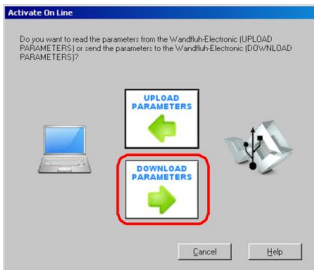 Activate On Line
Do you want to read the parameters from the Wandfluh-Electronic (UPLOAD
PARAMETERS) or send the parameters to the Wandfluh-Electronic (DOWNLOAD
PARAMETERS)?
UPLOAD
PARAMETERS
DOWNLOAD
PARAMETERS
Cancel
Help